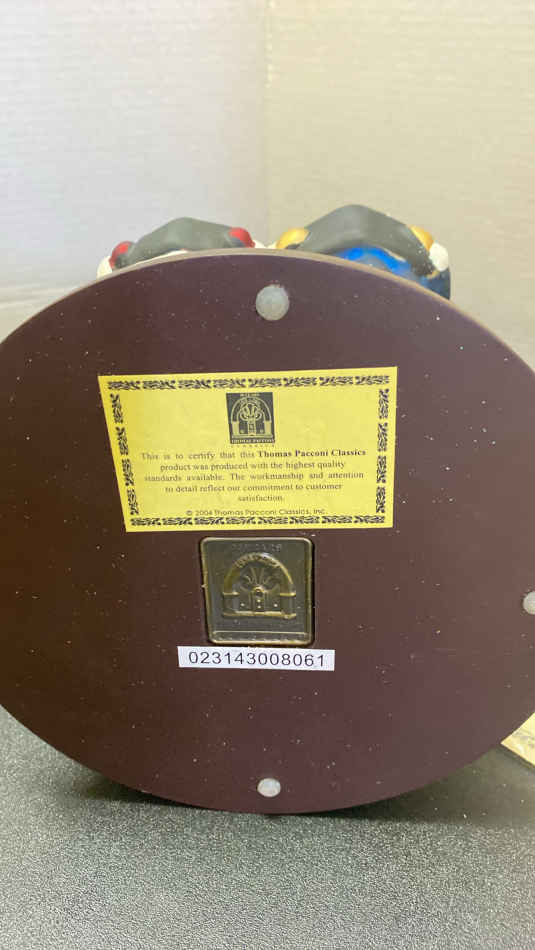 THOMAS PACCONI
CLASSICS
This is to certify that this Thomas Pacconi Classics
product was produced with the highest quality
standards available. The workmanship and attention
to detail reflect our commitment to customer
satisfaction.
© 2004 Thomas Pacconi Classics, Inc.
023143008061